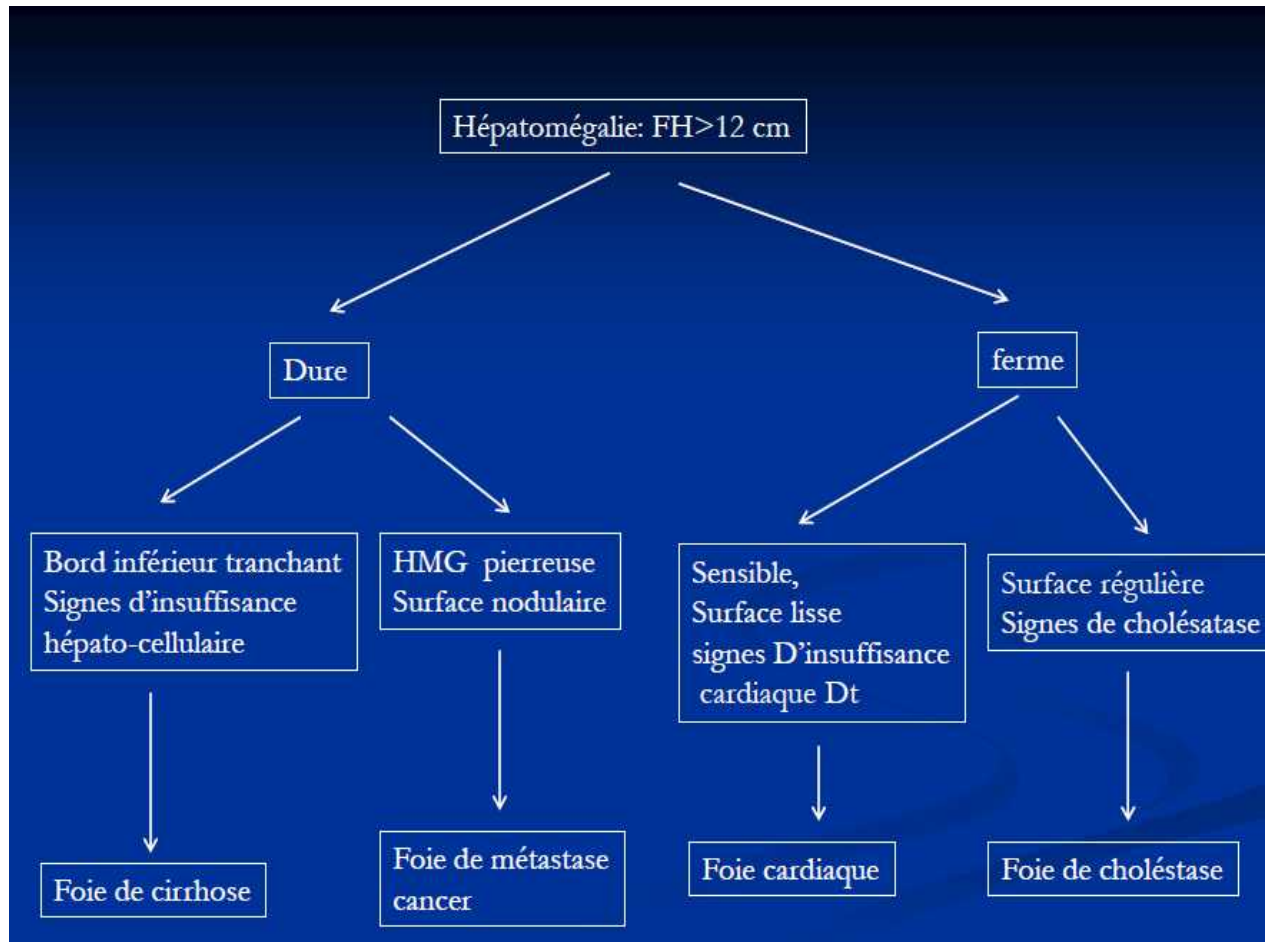 Hépatomégalie: FH>12 cm
Dure
ferme
Bord inférieur tranchant
Signes d'insuffisance
hépato-cellulaire
HMG pierreuse
Surface nodulaire
Sensible,
Surface lisse
signes D'insuffisance
cardiaque Dt
Surface régulière
Signes de cholésatase
Foie de cirrhose
Foie de métastase
cancer
Foie cardiaque
Foie de choléstase